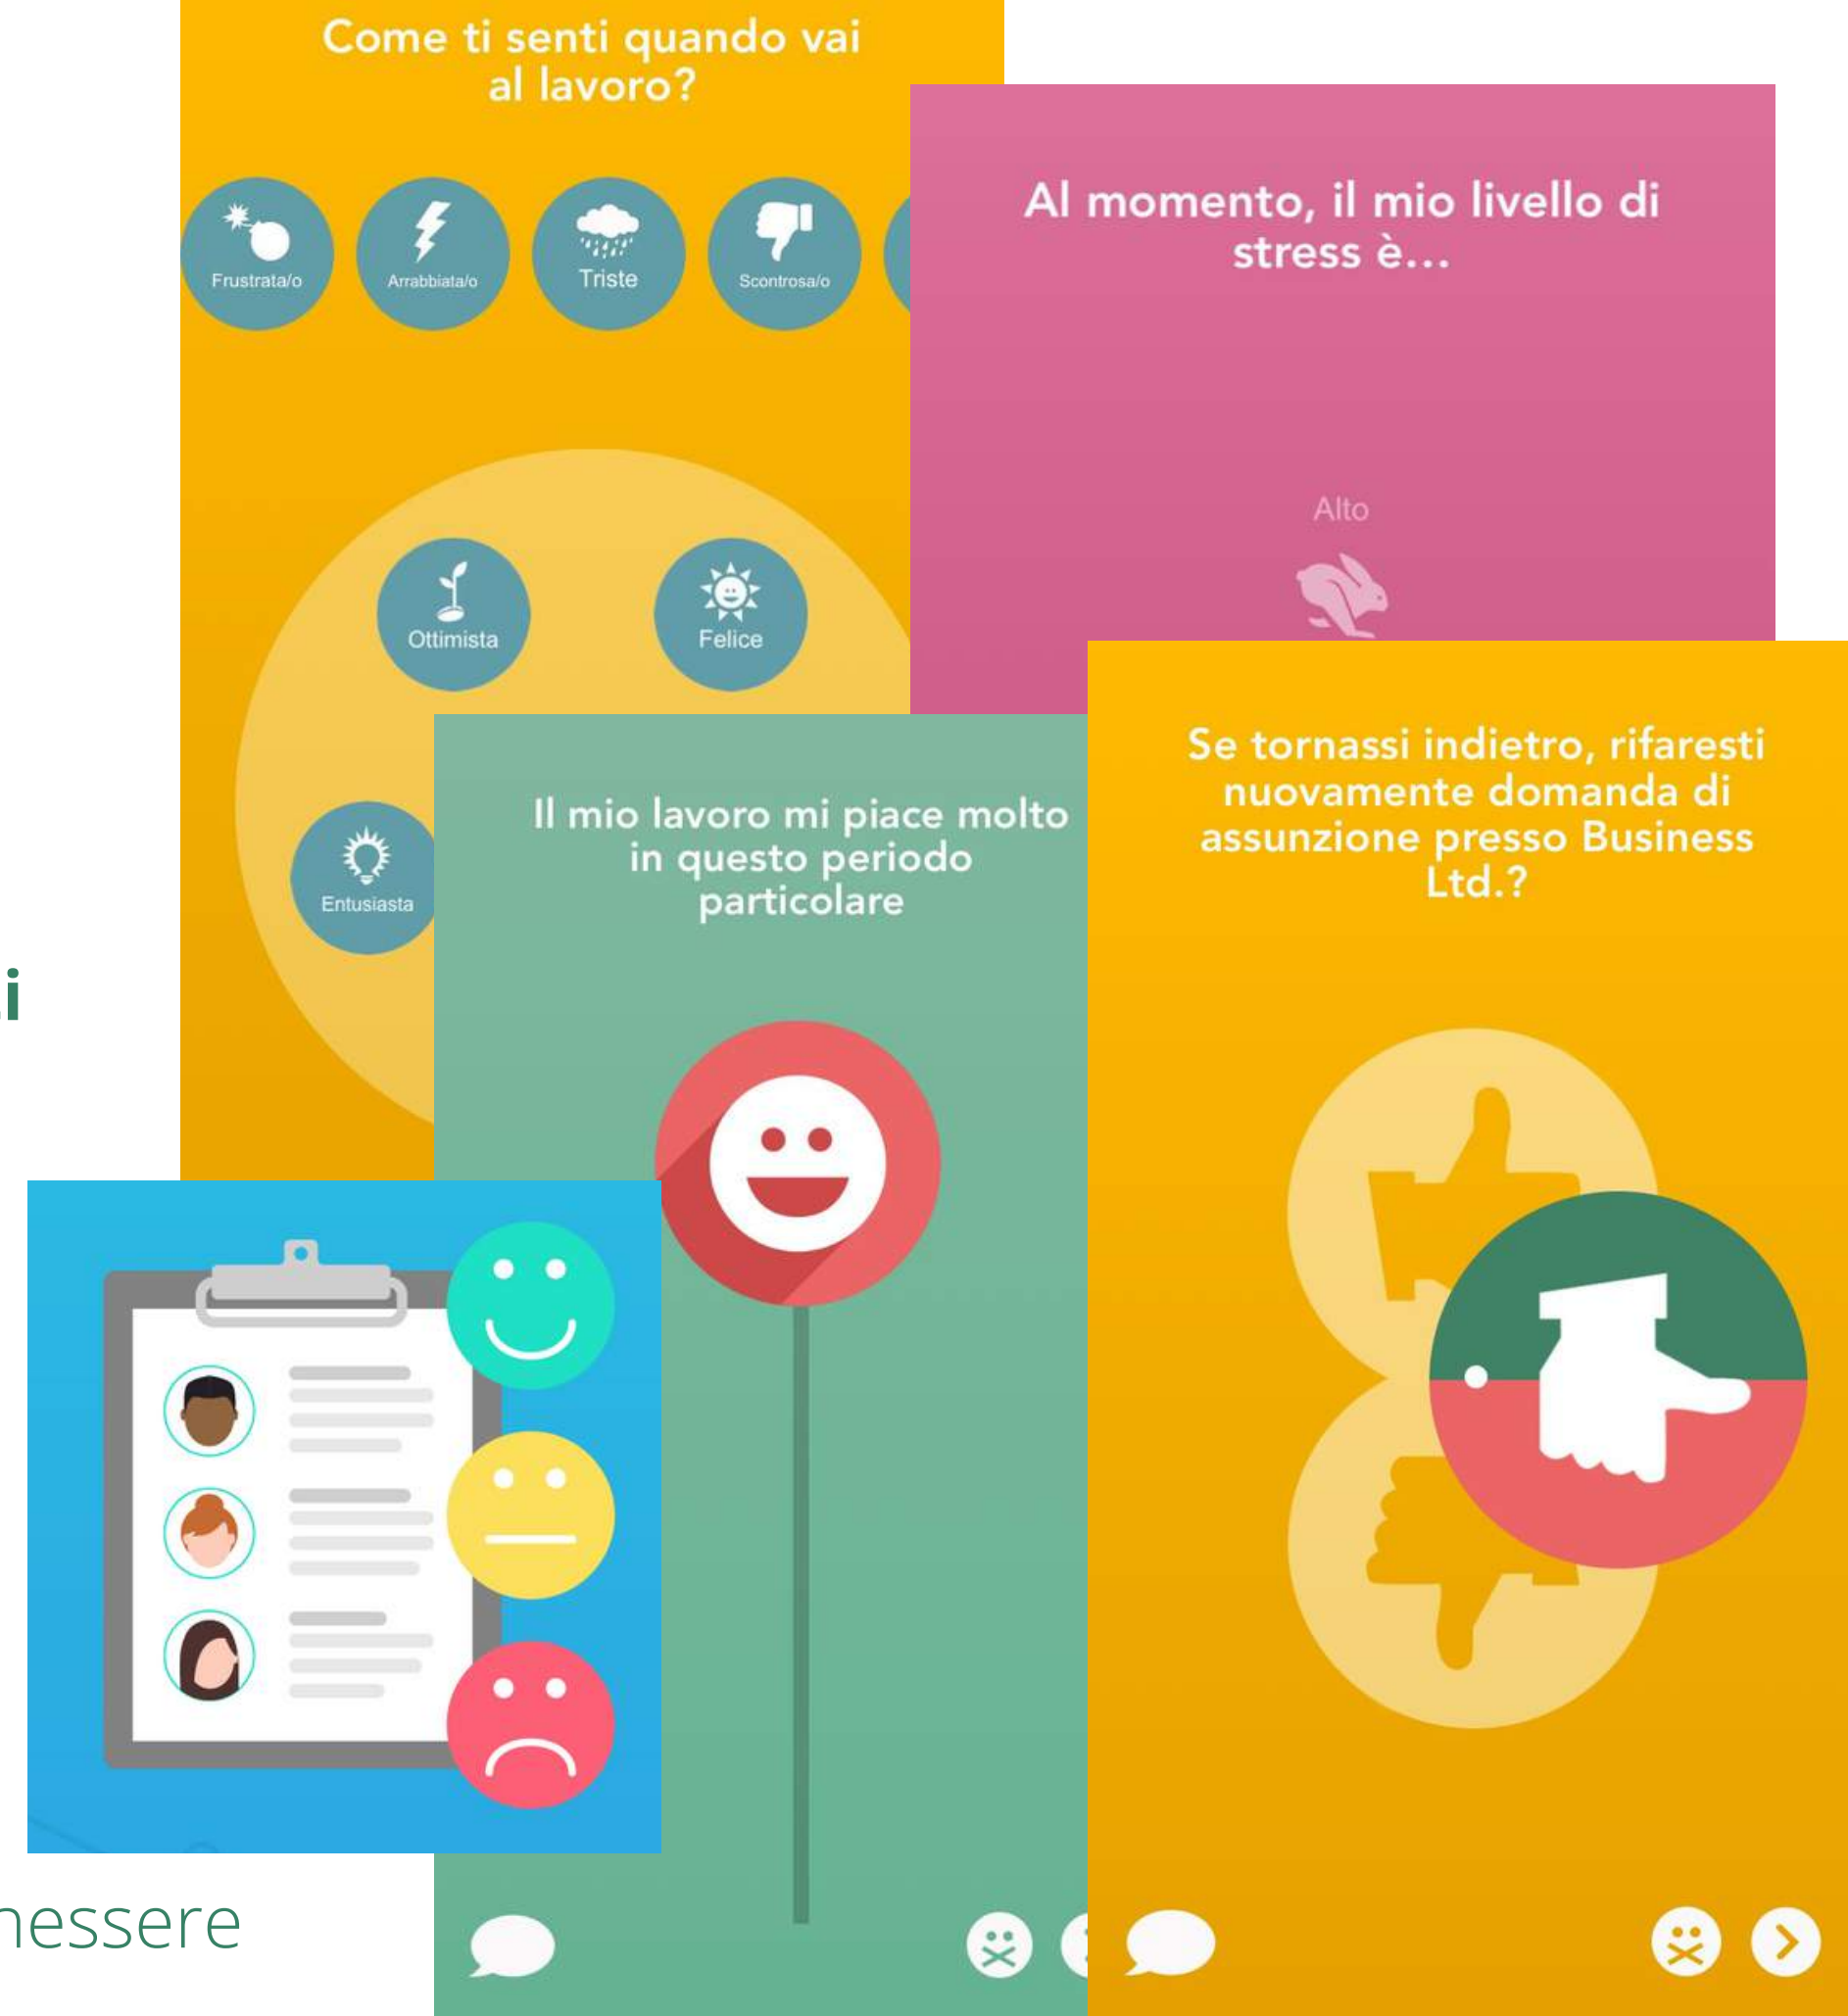 Come ti senti quando vai
al lavoro?
Frustrata/o
Arrabbiata/o
Triste
Scontrosa/o
Ottimista
Felice
Entusiasta
Al momento, il mio livello di
stress è...
Alto
Il mio lavoro mi piace molto
in questo periodo
particolare
Se tornassi indietro, rifaresti
nuovamente domanda di
assunzione presso Business
Ltd.?